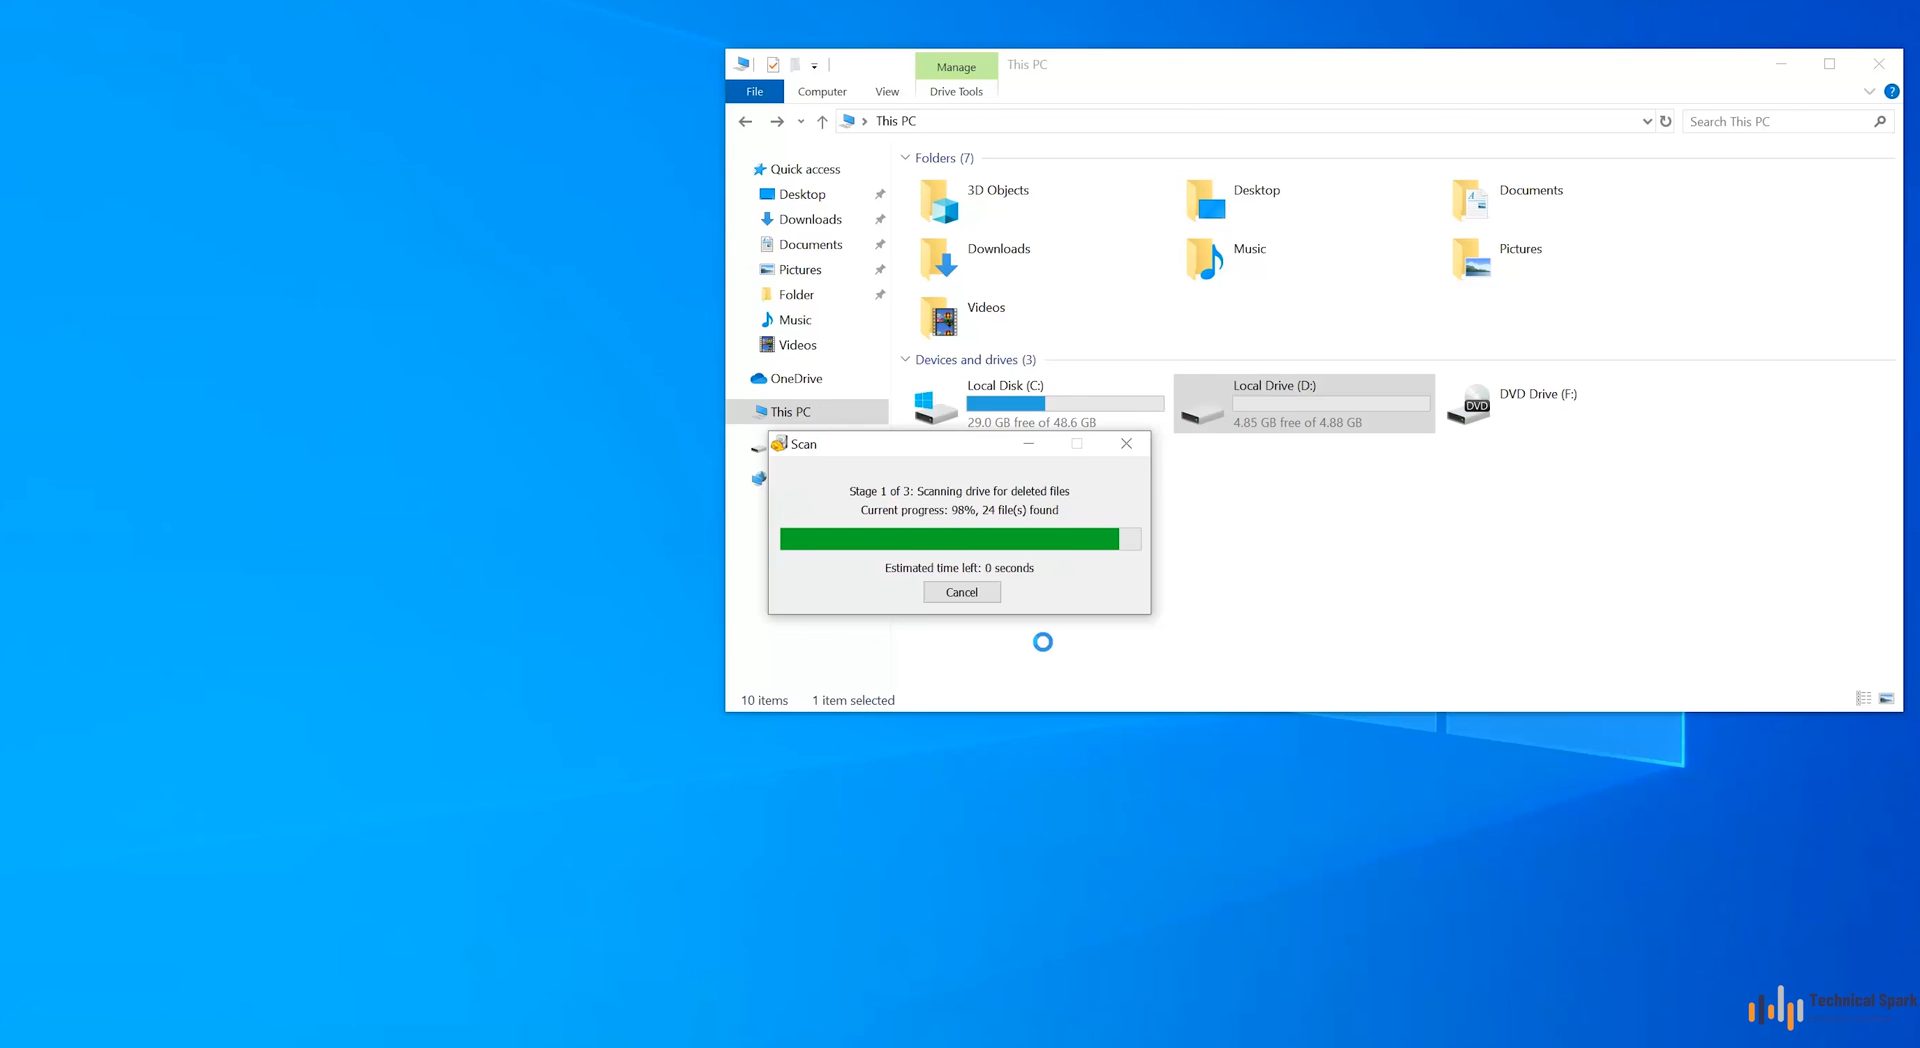 Manage
This PC
File
Computer
View
Drive Tools
?
This PC
Search This PC
Quick access
Desktop
Downloads
Documents
Pictures
Folder
Music
Videos
OneDrive
This PC
Folders (7)
3D Objects
Desktop
Documents
Downloads
Music
Pictures
Videos
Devices and drives (3)
Local Disk (C:)
29.0 GB free of 48.6 GB
Local Drive (D:)
4.85 GB free of 4.88 GB
DVD
DVD Drive (F:)
Scan
Stage 1 of 3: Scanning drive for deleted files
Current progress: 98%, 24 file(s) found
Estimated time left: 0 seconds
Cancel
10 items
1 item selected
Technical Spark